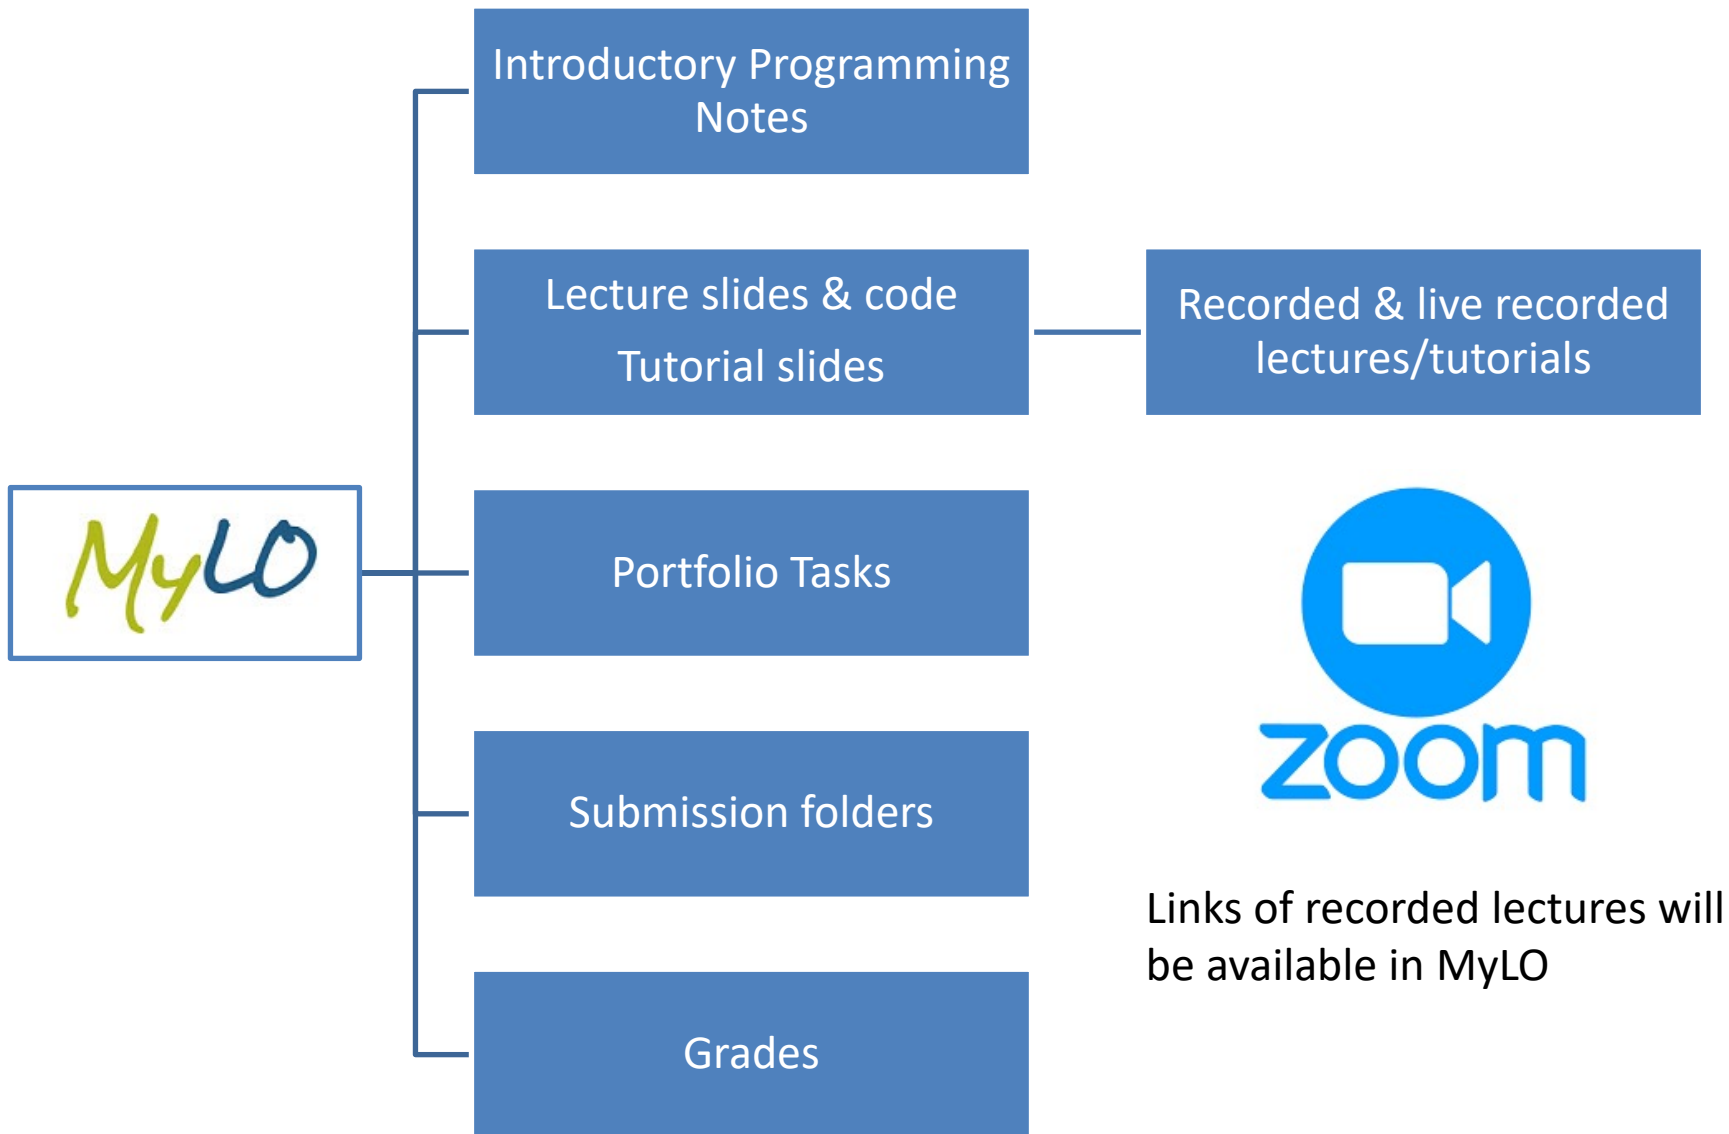 Introductory Programming
Notes
Lecture slides & code
Tutorial slides
Recorded & live recorded
lectures/tutorials
MyLO
Portfolio Tasks
zoom
Submission folders
Links of recorded lectures will
be available in MyLO
Grades